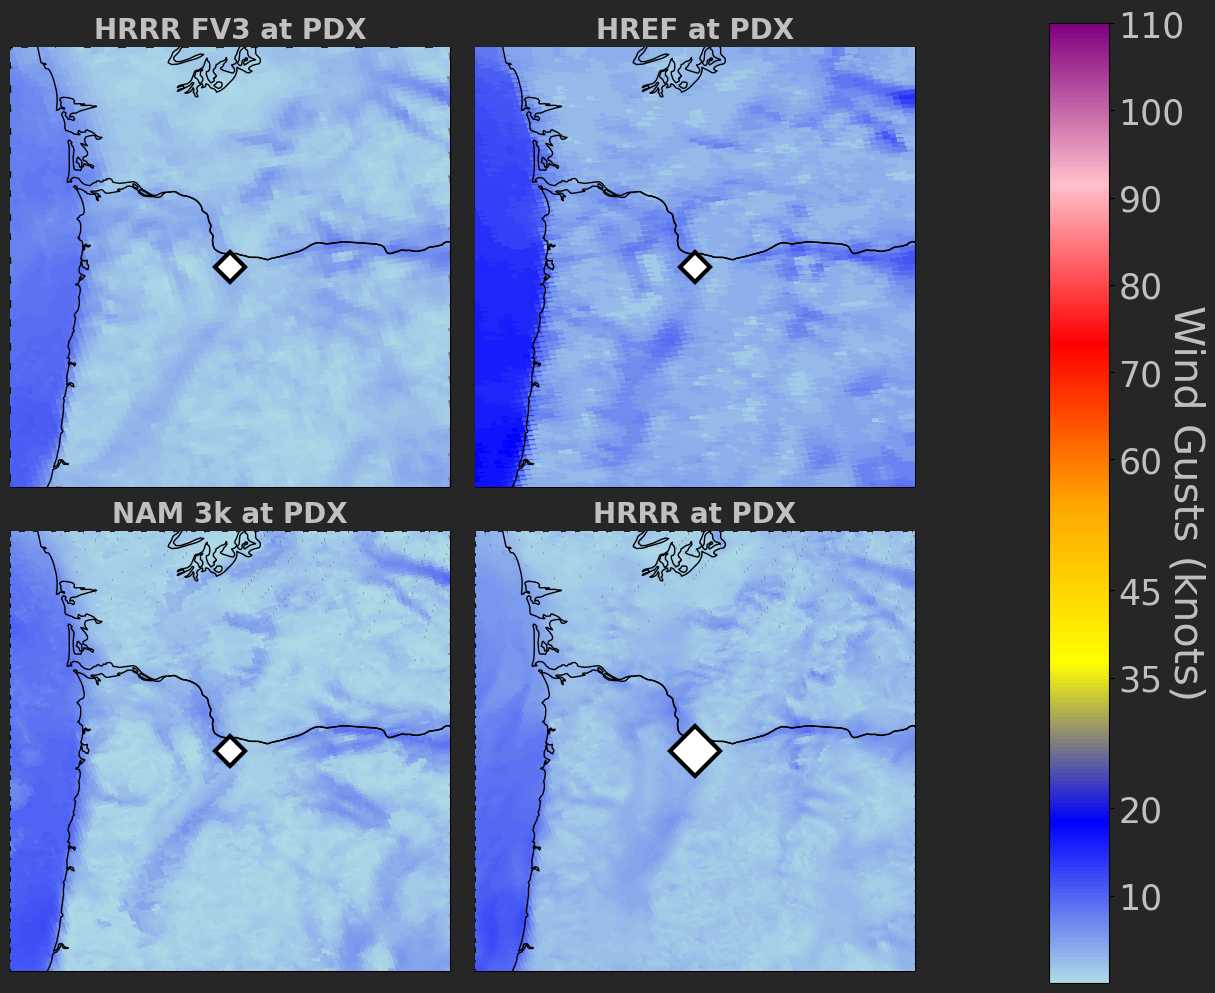 HRRR FV3 at PDX
HREF at PDX
NAM 3k at PDX
HRRR at PDX
110
100
90
80
70
60
45
35
20
10
Wind Gusts (knots)